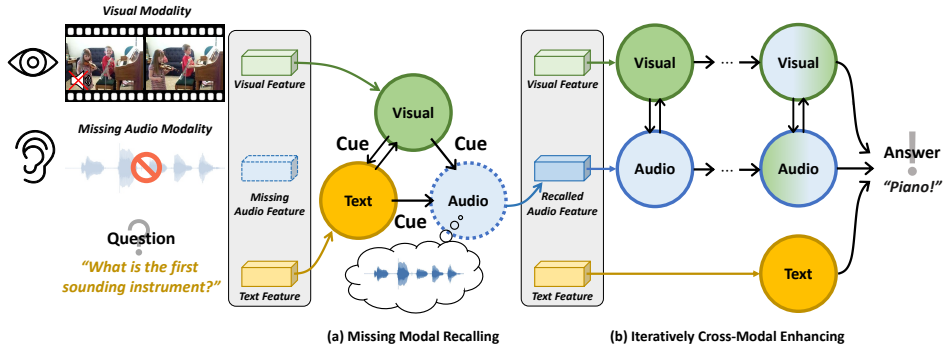 Visual Modality
Missing Audio Modality
?
Question
“What is the first
sounding instrument?”
Visual Feature
Missing
Audio Feature
Text Feature
Visual
Cue
Cue
Text
Cue
Audio
(a) Missing Modal Recalling
Visual Feature
Recalled
Audio Feature
Text Feature
Visual
...
Visual
Audio
...
Audio
Text
!
Answer
“Piano!”
(b) Iteratively Cross-Modal Enhancing